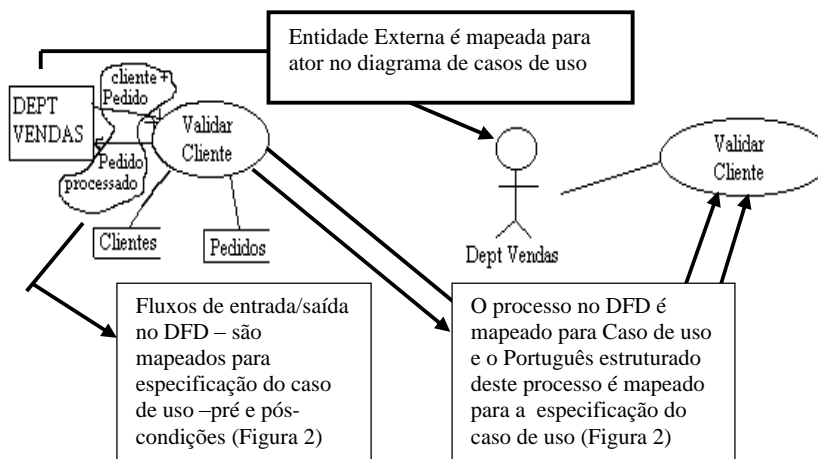 Entidade Externa é mapeada para
ator no diagrama de casos de uso
cliente +
Pedido
DEPT
VENDAS
Validar
Cliente
Pedido
processado
Clientes
Pedidos
Validar
Cliente
Dept Vendas
Fluxos de entrada/saída
no DFD – são
mapeados para
especificação do caso
de uso –pré e pós-
condições (Figura 2)
O processo no DFD é
mapeado para Caso de uso
e o Português estruturado
deste processo é mapeado
para a especificação do
caso de uso (Figura 2)